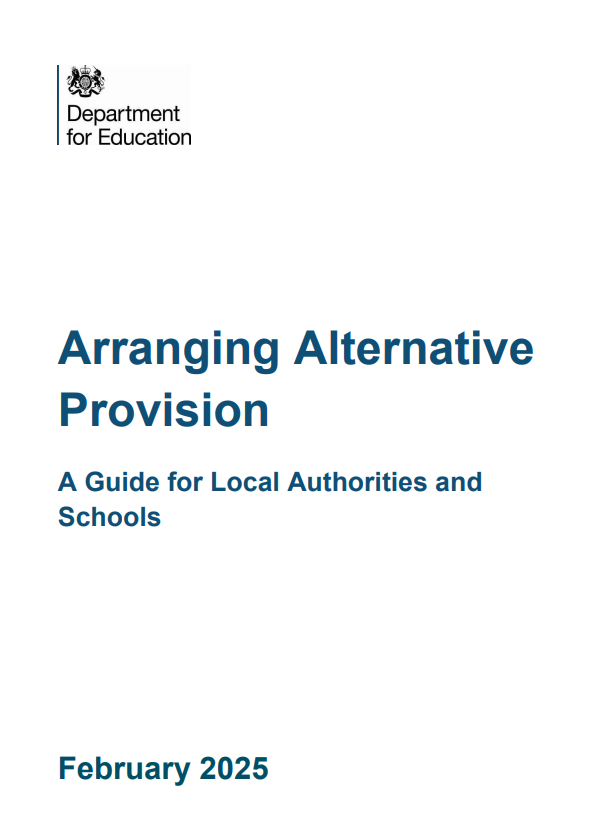 Department
for Education
Arranging Alternative
Provision
A Guide for Local Authorities and
Schools
February 2025